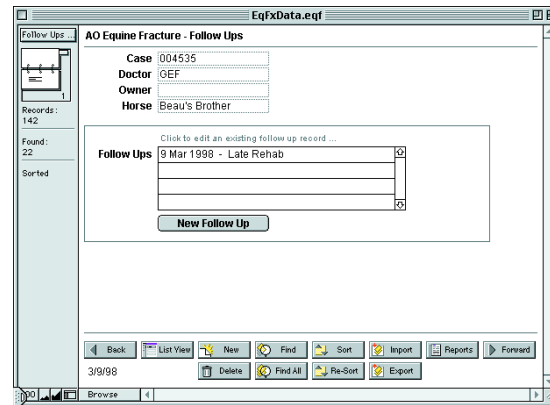 EqFxData.eqf
Follow Ups ...
AO Equine Fracture - Follow Ups
Case 004535
Doctor GEF
Owner
Horse Beau's Brother
1
Records:
142
Found:
22
Sorted
Click to edit an existing follow up record ...
Follow Ups 9 Mar 1998 - Late Rehab
New Follow Up
Back List View New Find Sort Import Reports Forward
3/9/98 Delete Find All Re-Sort Export
Browse